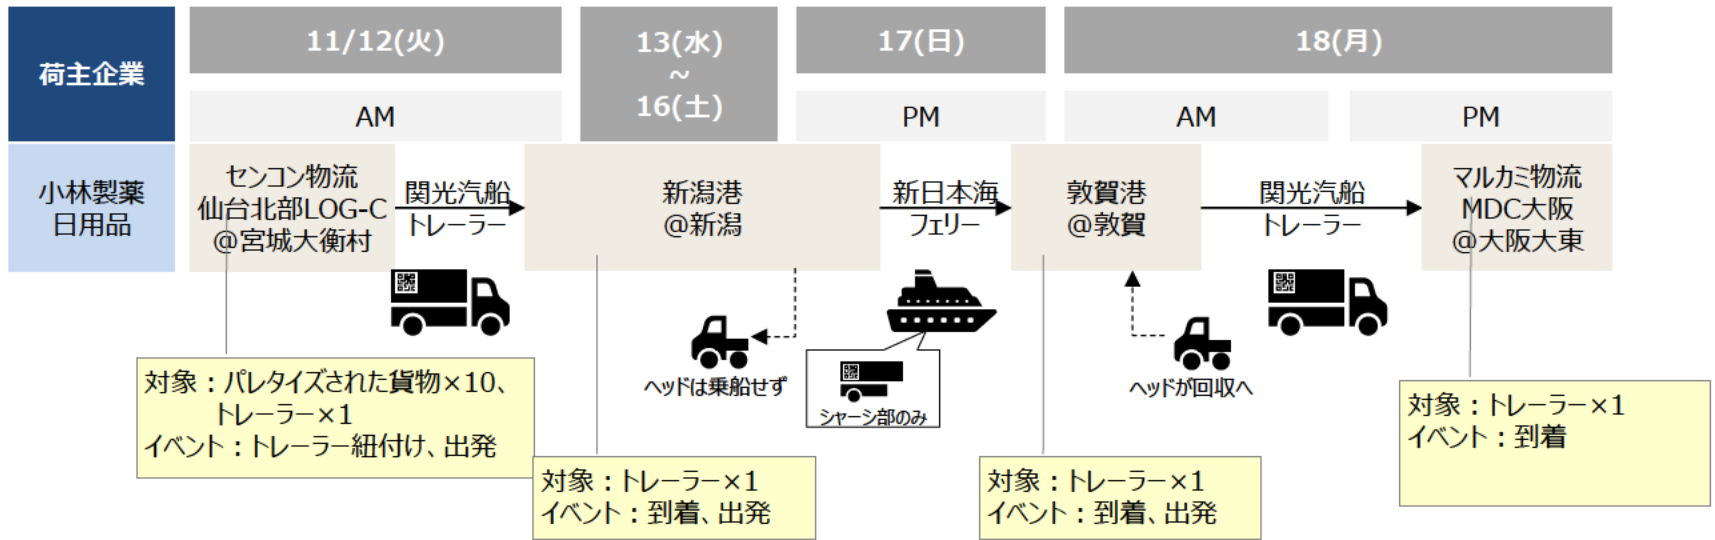 荷主企業
11/12(火)
13(水)
~
16(土)
17(日)
18(月)
AM
PM
AM
PM
小林製薬
日用品
センコン物流
仙台北部LOG-C
@宮城大衡村
関光汽船
トレーラー
新潟港
@新潟
新日本海
フェリー
敦賀港
@敦賀
関光汽船
トレーラー
マルカミ物流
MDC大阪
@大阪大東
ヘッドは乗船せず
シャーシ部のみ
ヘッドが回収へ
対象：パレタイズされた貨物×10、
トレーラー×1
イベント：トレーラー紐付け、出発
対象：トレーラー×1
イベント：到着、出発
対象：トレーラー×1
イベント：到着、出発
対象：トレーラー×1
イベント：到着